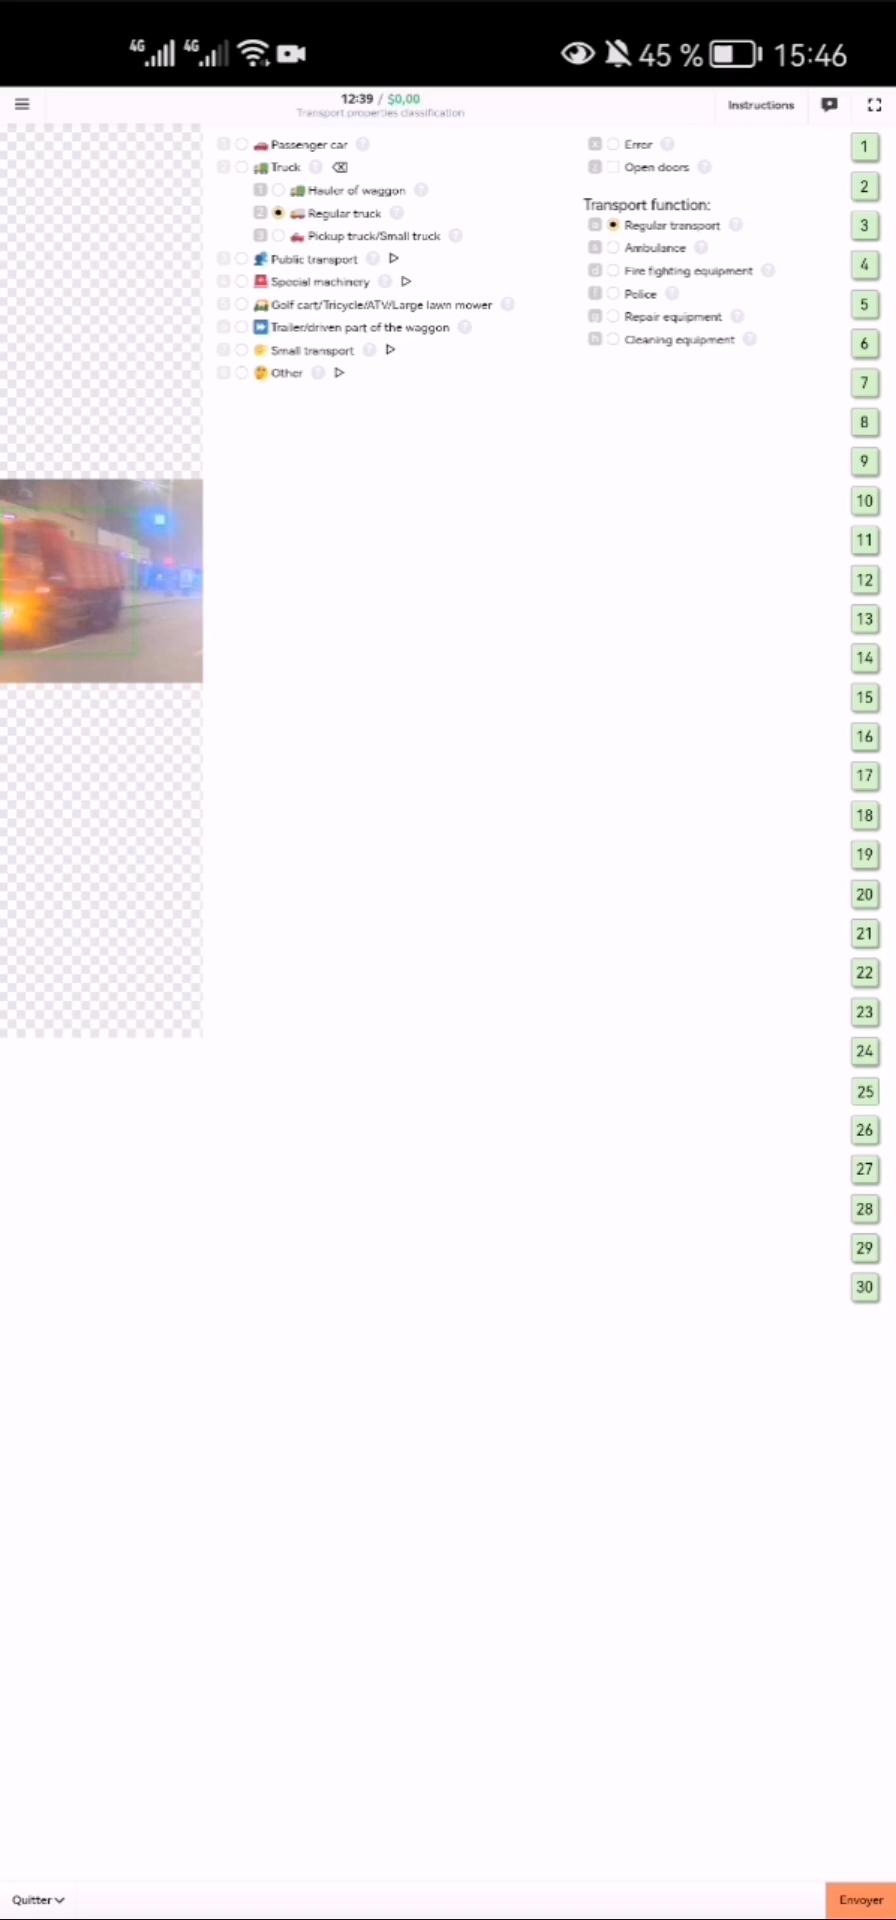 4G 4G 45 % 15:46
12:39 / $0,00
Transport properties classification
Instructions
Passenger car
Truck
1 Hauler of waggon
2 Regular truck
3 Pickup truck/Small truck
Public transport
Special machinery
Golf cart/Tricycle/ATV/Large lawn mower
Trailer/driven part of the waggon
Small transport
Other
Error
Open doors
Transport function:
Regular transport
Ambulance
Fire fighting equipment
Police
Repair equipment
Cleaning equipment
1
2
3
4
5
6
7
8
9
10
11
12
13
14
15
16
17
18
19
20
21
22
23
24
25
26
27
28
29
30
Quitter
Envoyer